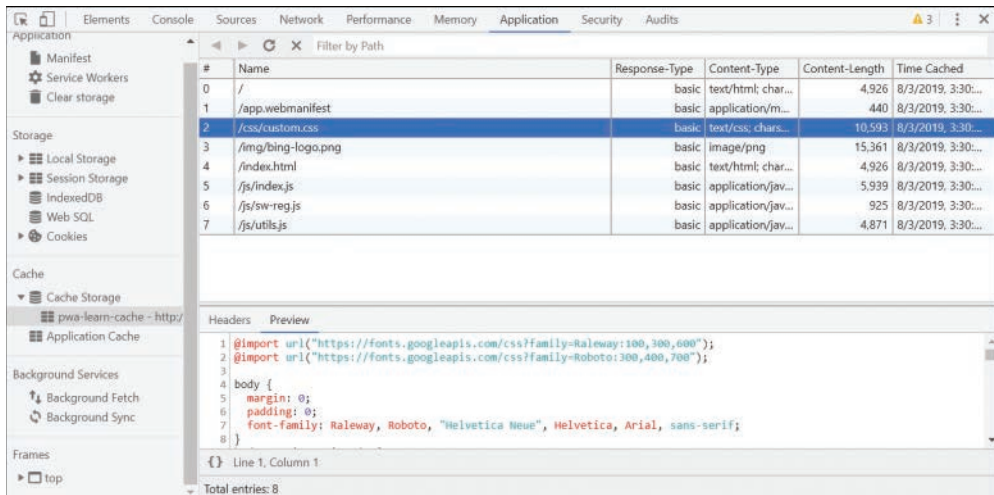 Elements Console Sources Network Performance Memory Application Security Audits 3
Application
Manifest
Service Workers
Clear storage
Storage
Local Storage
Session Storage
IndexedDB
Web SQL
Cookies
Cache
Cache Storage
pwa-learn-cache - http:/
Application Cache
Background Services
Background Fetch
Background Sync
Frames
top
Filter by Path
# Name Response-Type Content-Type Content-Length Time Cached
0 / basic text/html; char... 4,926 8/3/2019, 3:30:...
1 /app.webmanifest basic application/m... 440 8/3/2019, 3:30:...
2 /css/custom.css basic text/css; chars... 10,593 8/3/2019, 3:30:...
3 /img/bing-logo.png basic image/png 15,361 8/3/2019, 3:30:...
4 /index.html basic text/html; char... 4,926 8/3/2019, 3:30:...
5 /js/index.js basic application/jav... 5,939 8/3/2019, 3:30:...
6 /js/sw-reg.js basic application/jav... 925 8/3/2019, 3:30:...
7 /js/utils.js basic application/jav... 4,871 8/3/2019, 3:30:...
Headers Preview
1 @import url("https://fonts.googleapis.com/css?family=Raleway:100,300,600");
2 @import url("https://fonts.googleapis.com/css?family=Roboto:300,400,700");
3
4 body {
5 margin: 0;
6 padding: 0;
7 font-family: Raleway, Roboto, "Helvetica Neue", Helvetica, Arial, sans-serif;
8 }
{} Line 1, Column 1
Total entries: 8